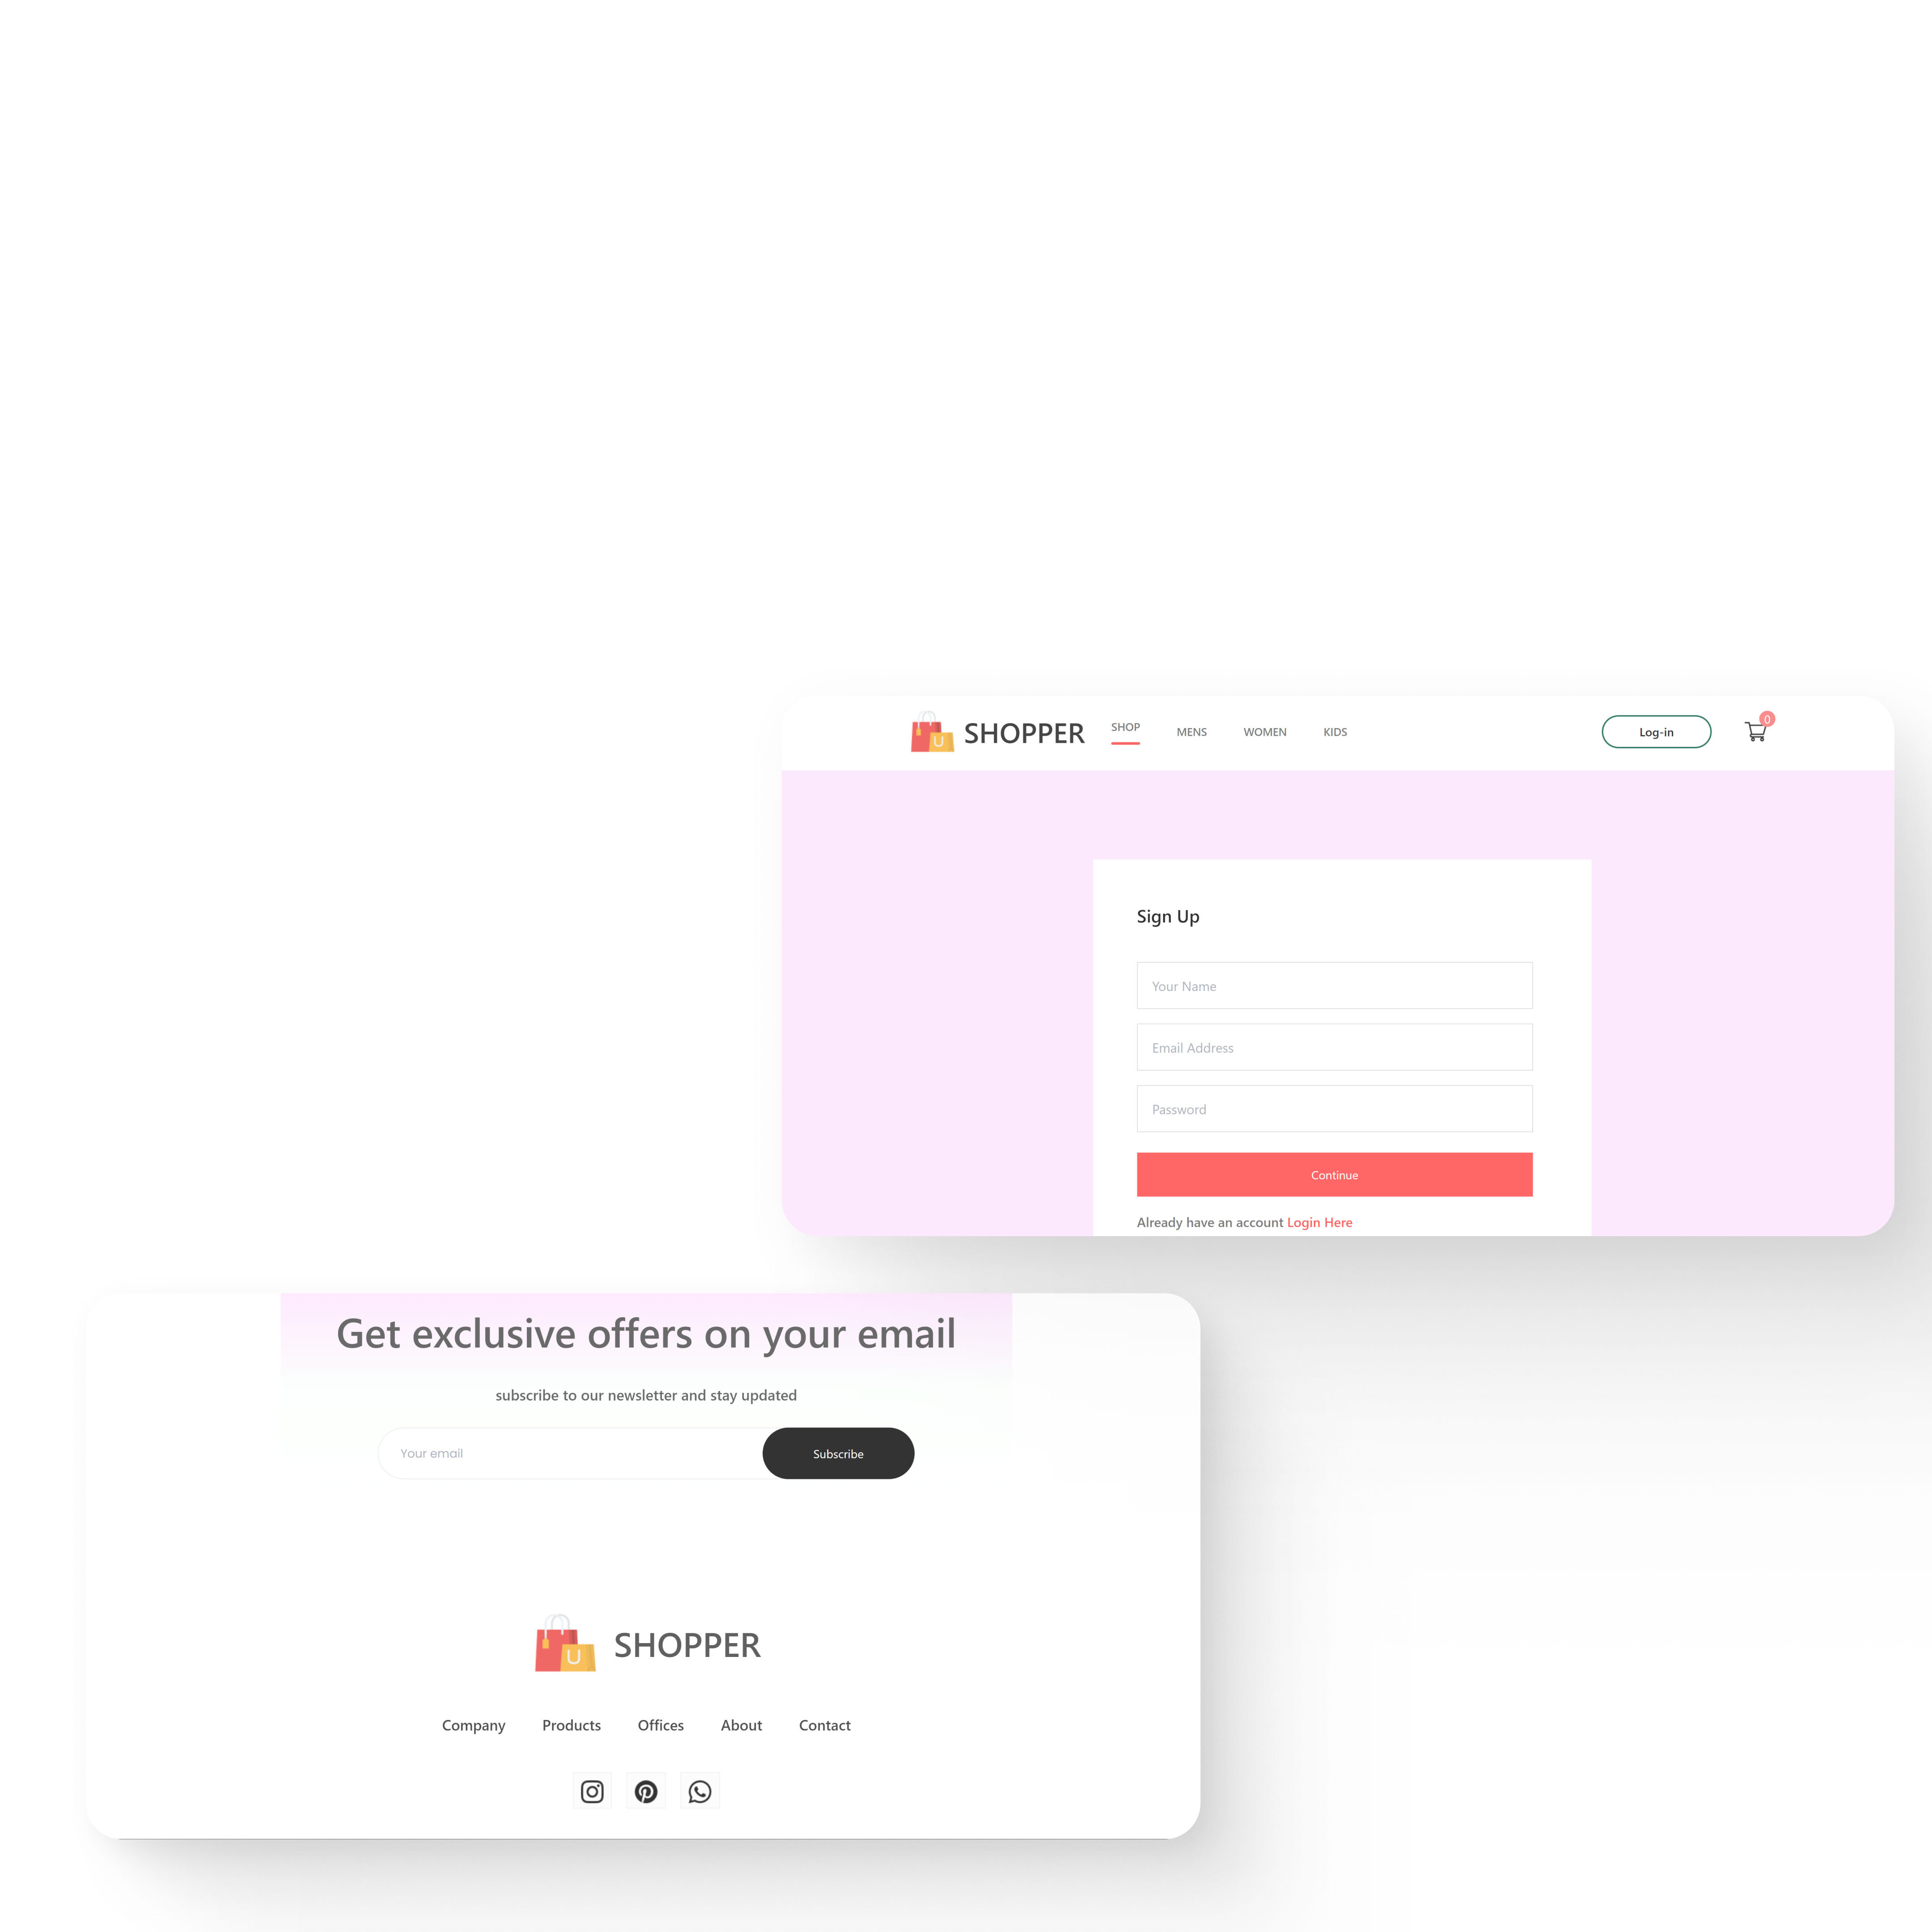 SHOPPER
SHOP MENS WOMEN KIDS
Log-in
0
U
Sign Up
Your Name
Email Address
Password
Continue
Already have an account Login Here
Get exclusive offers on your email
subscribe to our newsletter and stay updated
Your email Subscribe
U
SHOPPER
Company Products Offices About Contact